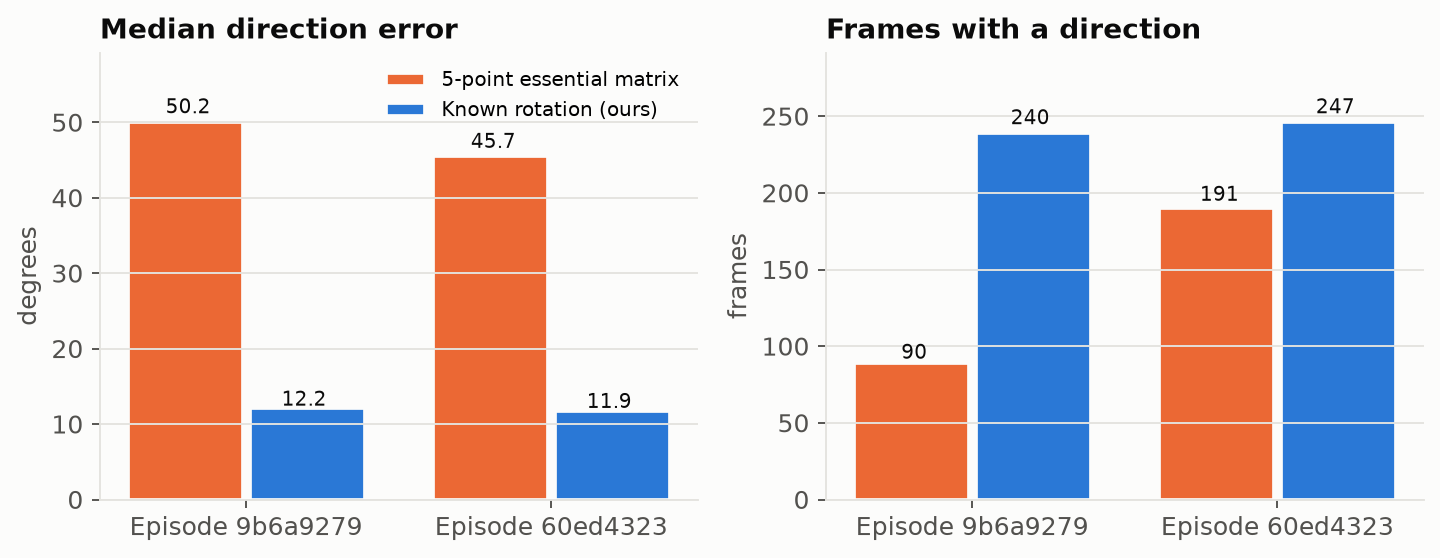 Median direction error
5-point essential matrix
Known rotation (ours)
50.2
12.2
45.7
11.9
50
40
30
20
10
0
degrees
Episode 9b6a9279
Episode 60ed4323
Frames with a direction
90
240
191
247
250
200
150
100
50
0
frames
Episode 9b6a9279
Episode 60ed4323